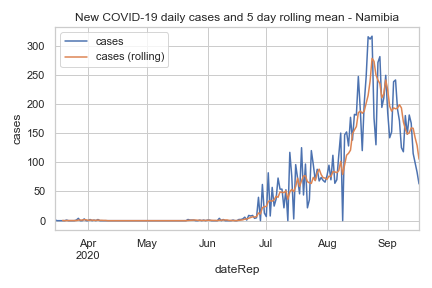 New COVID-19 daily cases and 5 day rolling mean - Namibia
cases
cases (rolling)
cases
300
250
200
150
100
50
0
Apr May Jun Jul Aug Sep
2020
dateRep